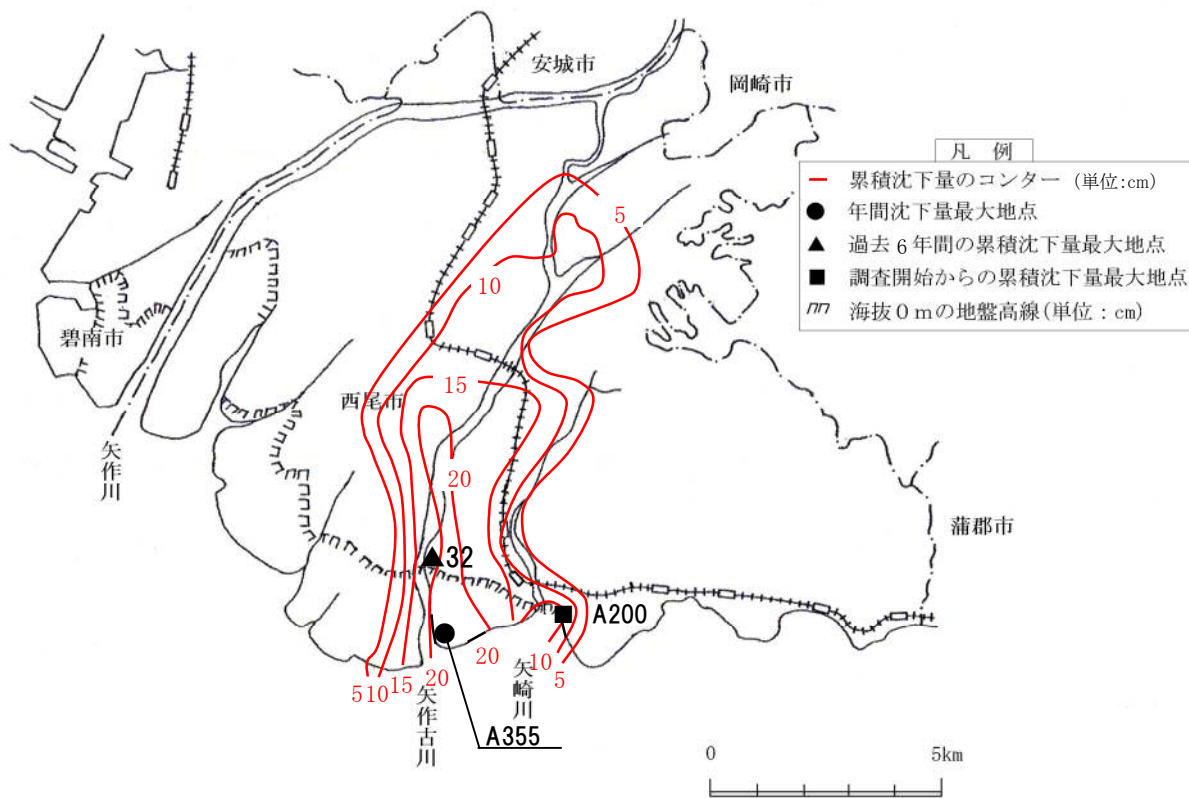 安城市
岡崎市
凡 例
累積沈下量のコンター (単位:cm)
年間沈下量最大地点
過去6年間の累積沈下量最大地点
調査開始からの累積沈下量最大地点
海抜0mの地盤高線(単位:cm)
5
10
碧南市
15
西尾市
矢作川
20
蒲郡市
32
A200
20
10
5
5
10
15
20
矢崎川
矢作古川
A355
0
5km